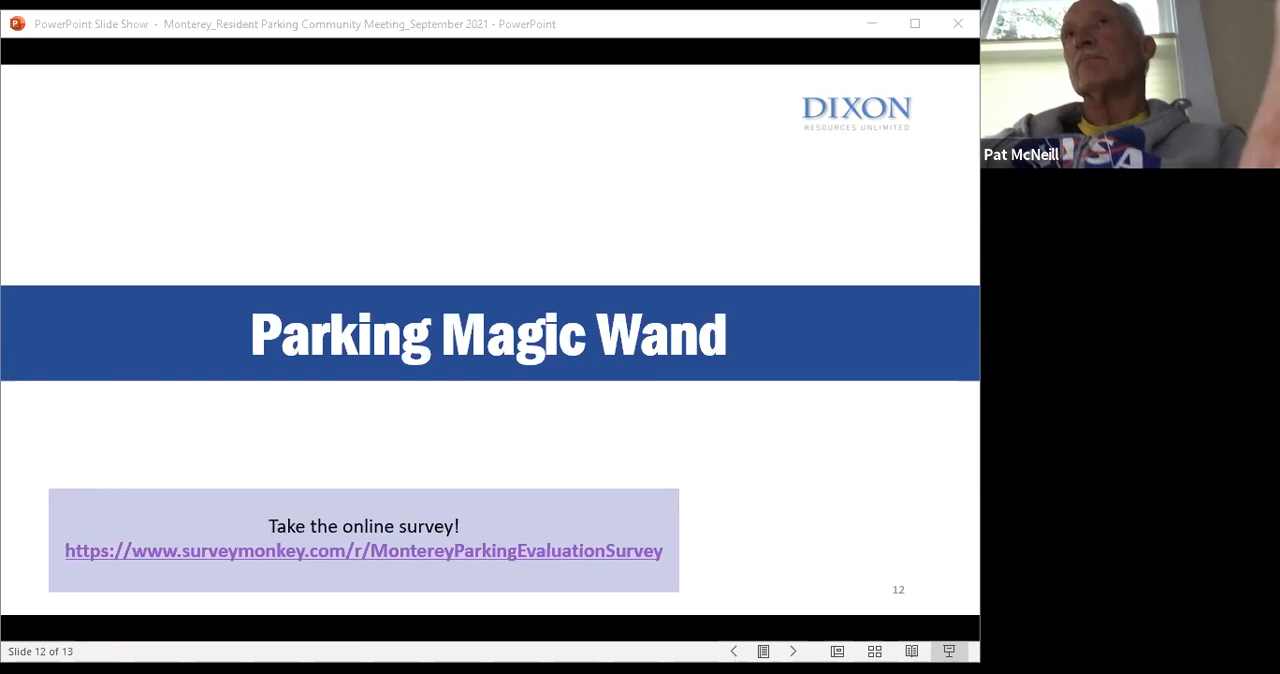 PowerPoint Slide Show - Monterey_Resident Parking Community Meeting_September 2021 - PowerPoint
DIXON
RESOURCES UNLIMITED
Pat McNeill
Parking Magic Wand
Take the online survey!
https://www.surveymonkey.com/r/MontereyParkingEvaluationSurvey
12
Slide 12 of 13